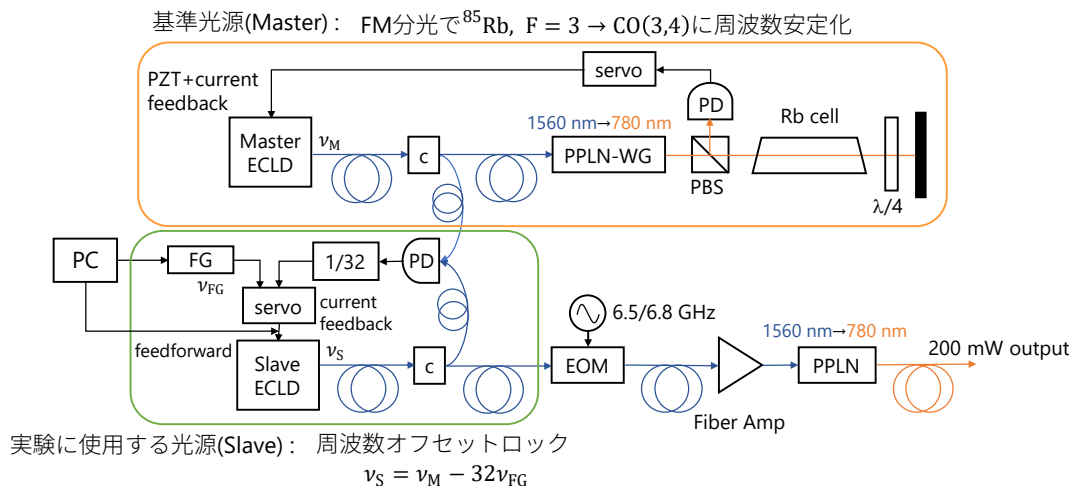 基準光源(Master)： FM分光で⁸⁵Rb, F = 3 → CO(3,4)に周波数安定化
servo
PZT+current
feedback
PD
Rb cell
1560 nm→780 nm
Master
ECLD
ν_M
c
PPLN-WG
PBS
λ/4
PC
FG
1/32
PD
ν_FG
servo
current
feedback
6.5/6.8 GHz
1560 nm→780 nm
feedforward
Slave
ECLD
ν_S
c
EOM
PPLN
200 mW output
Fiber Amp
実験に使用する光源(Slave)： 周波数オフセットロック
ν_S = ν_M − 32ν_FG